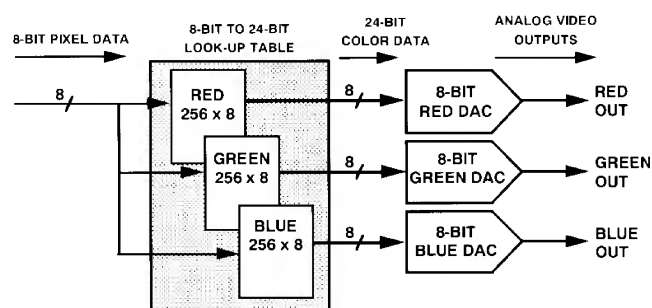 8-BIT PIXEL DATA
8-BIT TO 24-BIT
LOOK-UP TABLE
24-BIT
COLOR DATA
ANALOG VIDEO
OUTPUTS
8
RED
256 x 8
8
8-BIT
RED DAC
RED
OUT
GREEN
256 x 8
8
8-BIT
GREEN DAC
GREEN
OUT
BLUE
256 x 8
8
8-BIT
BLUE DAC
BLUE
OUT